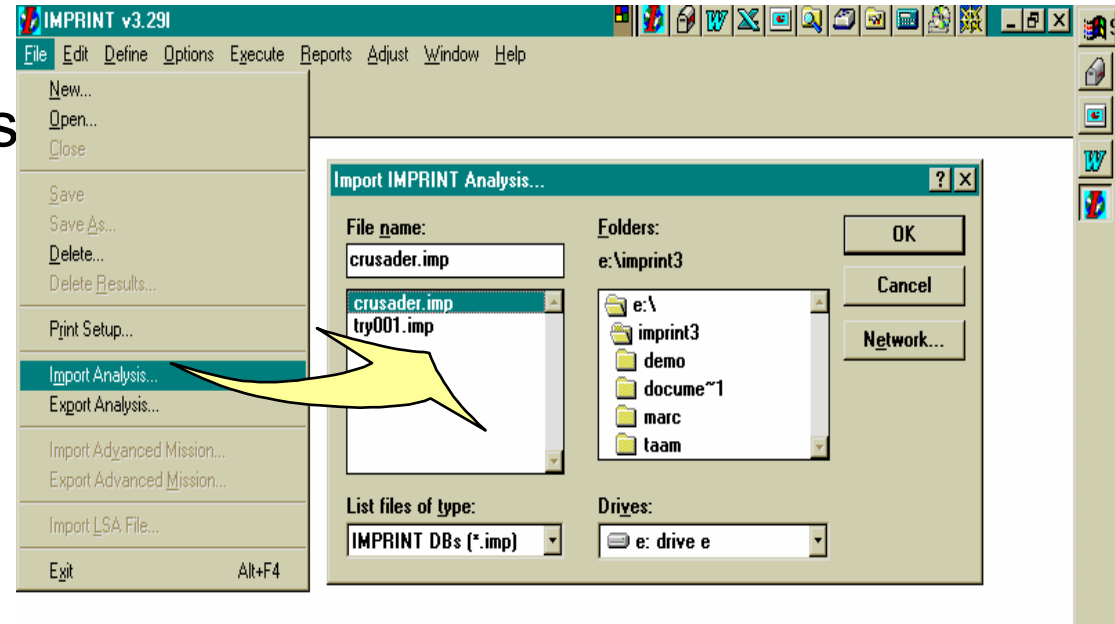 IMPRINT v3.29I
File Edit Define Options Execute Reports Adjust Window Help
New...
Open...
s
Close
Save
Save As...
Delete...
Delete Results...
Print Setup...
Import Analysis...
Export Analysis...
Import Advanced Mission...
Export Advanced Mission...
Import LSA File...
Exit Alt+F4
Import IMPRINT Analysis...
File name:
crusader.imp
crusader.imp
try001.imp
List files of type:
IMPRINT DBs (*.imp)
Folders:
e:\imprint3
e:\
imprint3
demo
docume~1
marc
taam
Drives:
e: drive e
OK
Cancel
Network...